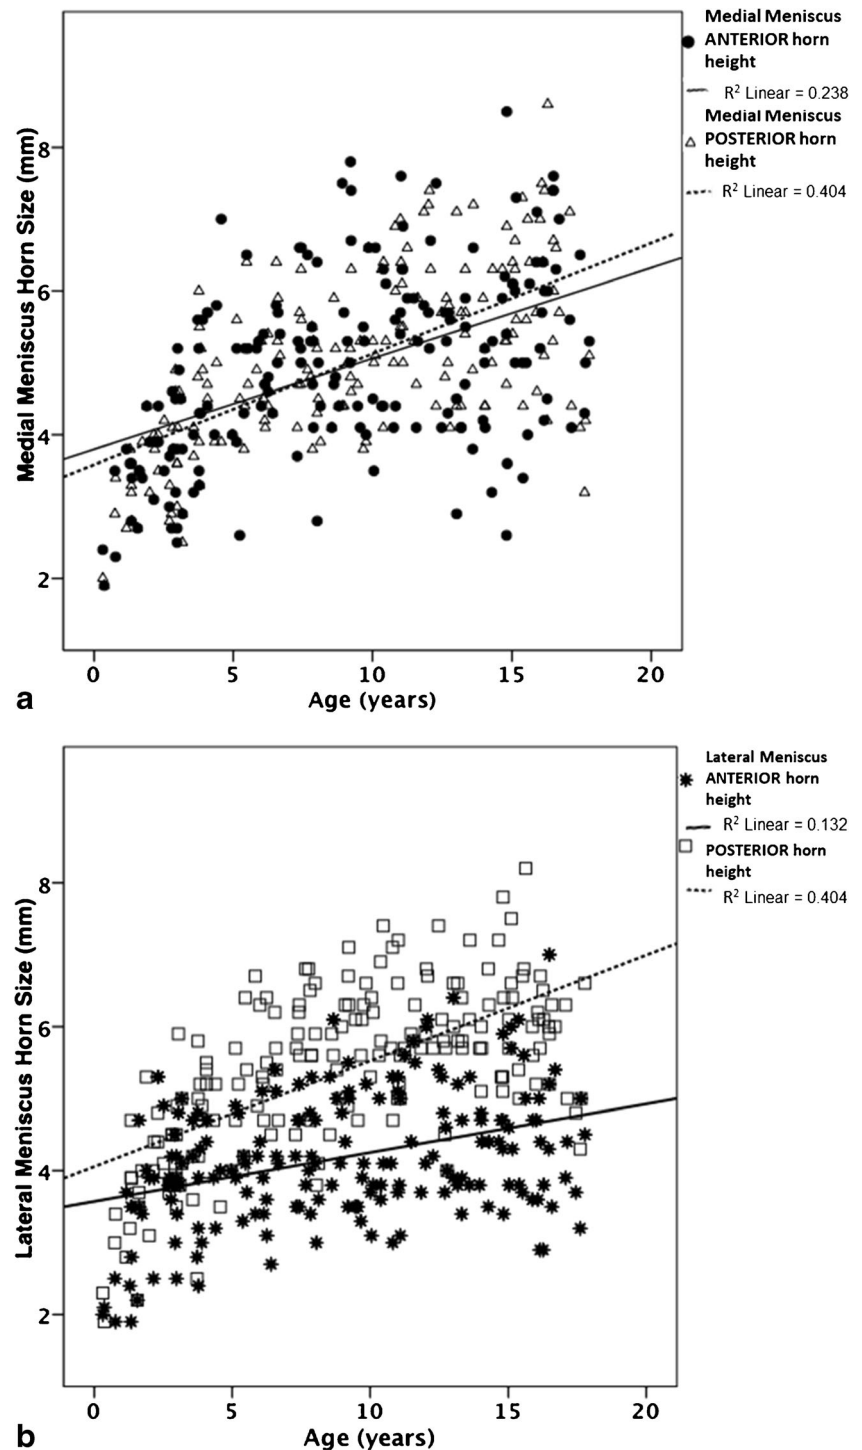 Medial Meniscus
ANTERIOR horn
height
R² Linear = 0.238
Medial Meniscus
POSTERIOR horn
height
R² Linear = 0.404
Medial Meniscus Horn Size (mm)
8
6
4
2
0 5 10 15 20
Age (years)
a
Lateral Meniscus
ANTERIOR horn
height
R² Linear = 0.132
POSTERIOR horn
height
R² Linear = 0.404
Lateral Meniscus Horn Size (mm)
8
6
4
2
0 5 10 15 20
Age (years)
b